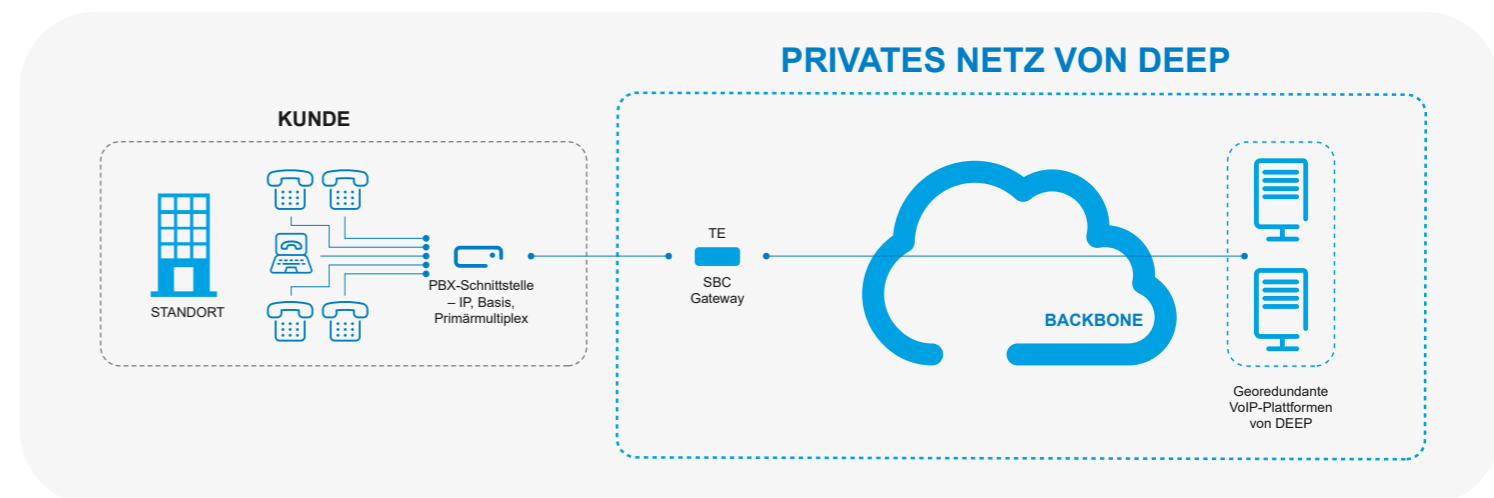 PRIVATES NETZ VON DEEP
KUNDE
STANDORT
PBX-Schnittstelle
– IP, Basis,
Primärmultiplex
TE
SBC
Gateway
BACKBONE
Georedundante
VoIP-Plattformen
von DEEP